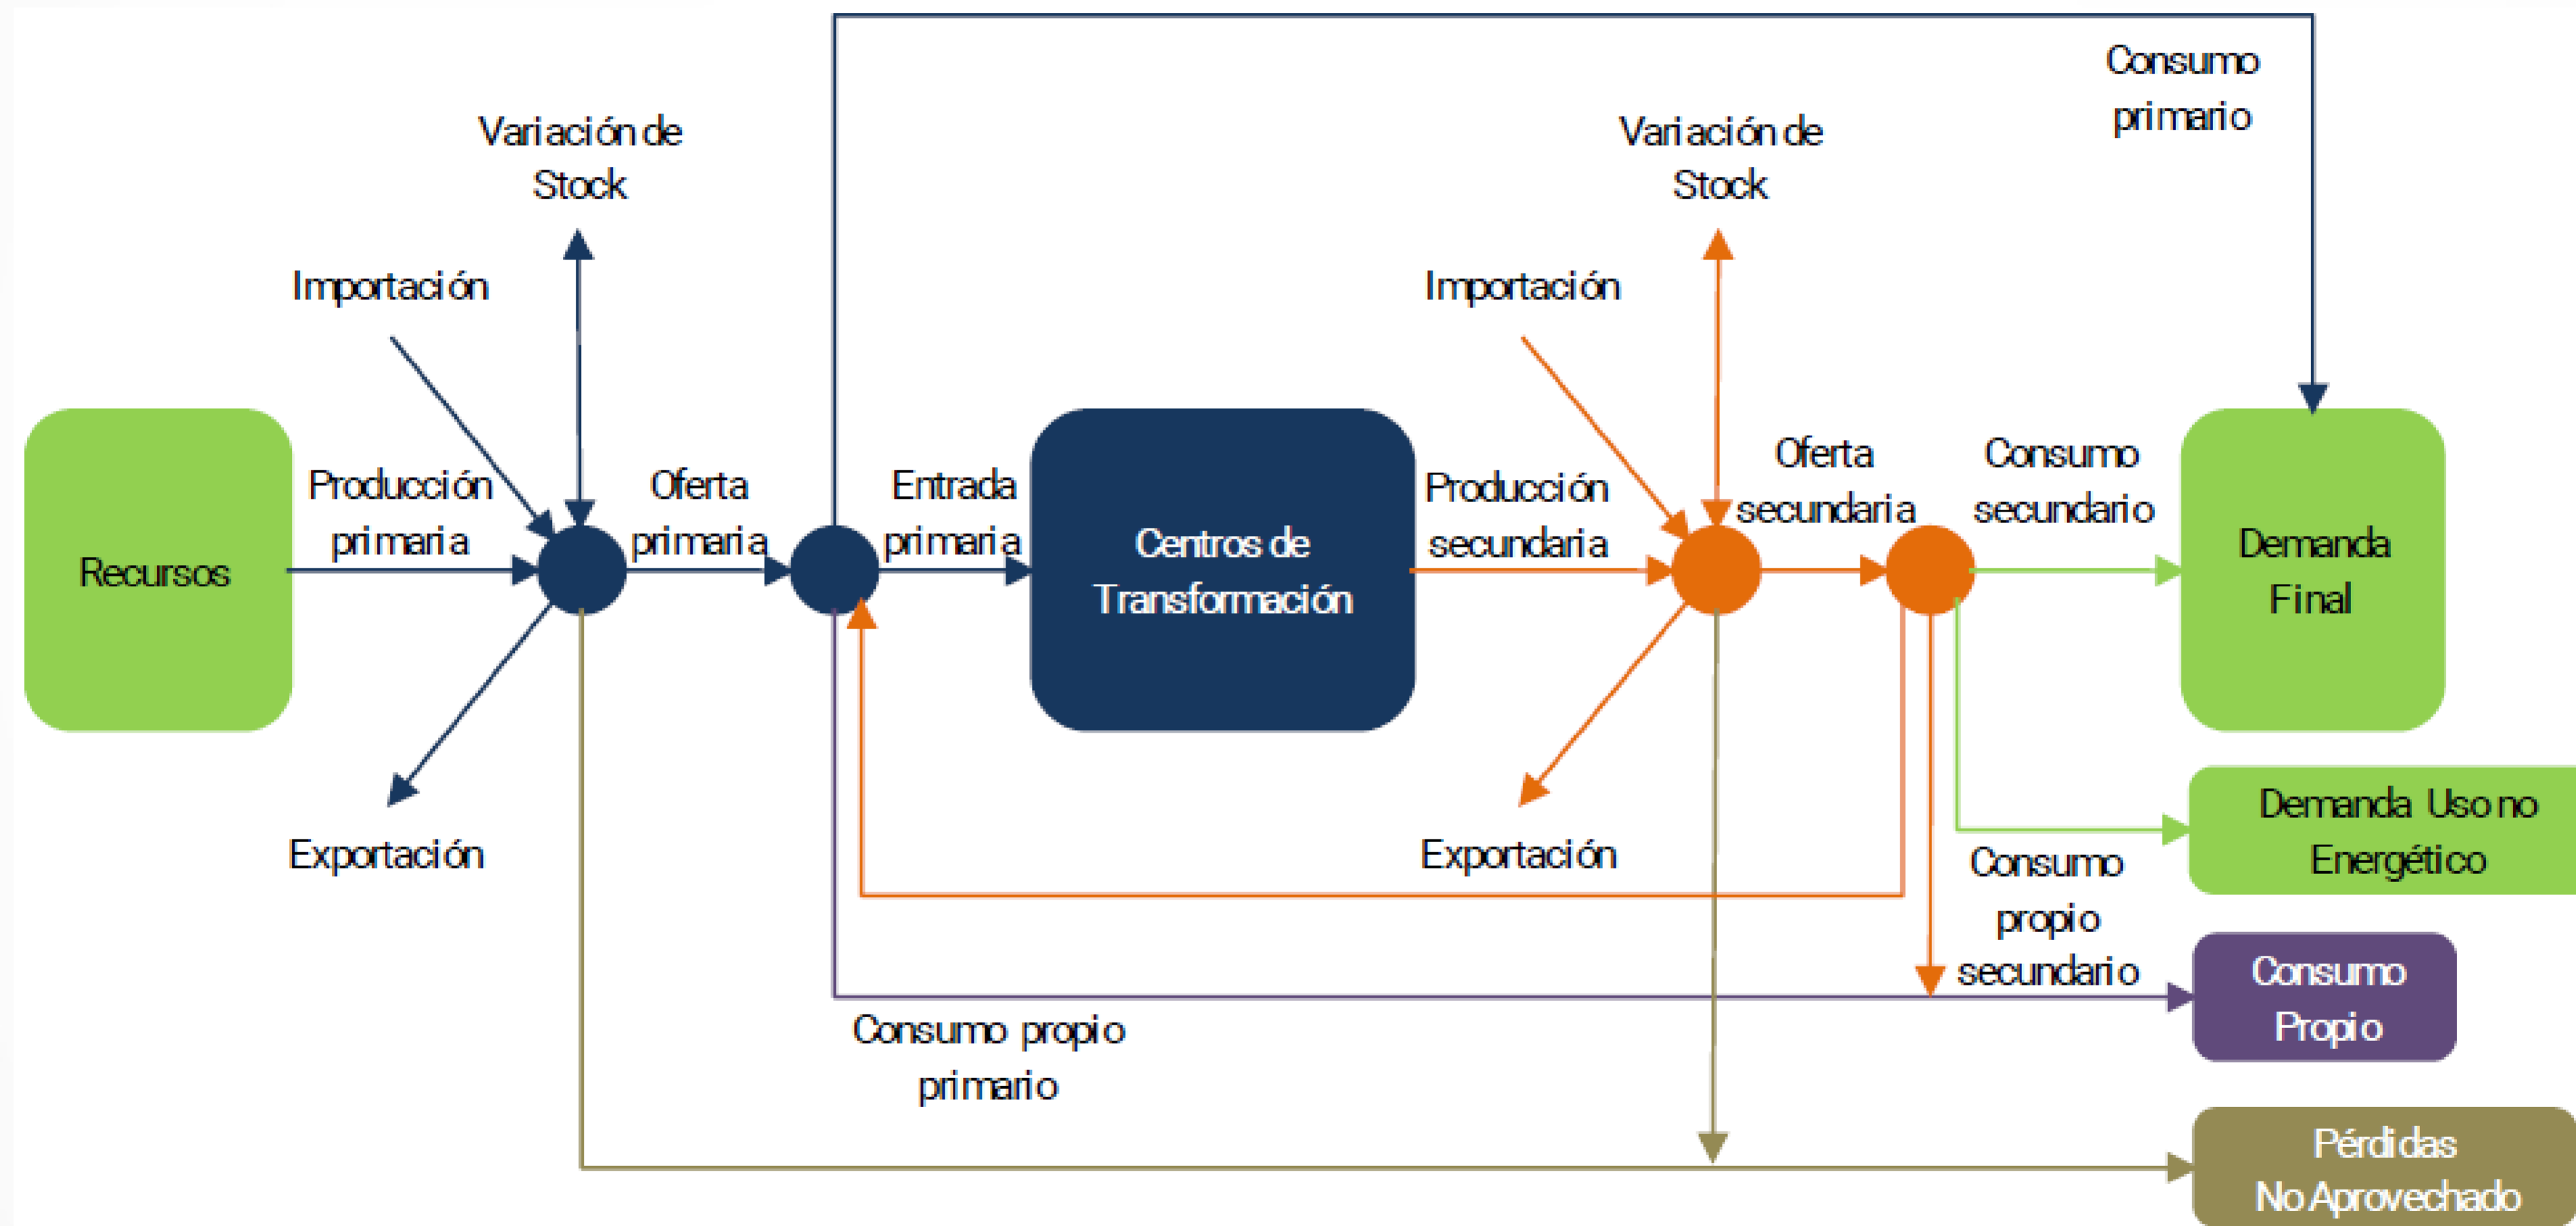 Consumo
primario
Variación de
Stock
Variación de
Stock
Importación
Importación
Producción
primaria
Oferta
primaria
Entrada
primaria
Producción
secundaria
Oferta
secundaria
Consumo
secundario
Recursos
Centros de
Transformación
Demanda
Final
Exportación
Exportación
Demanda Uso no
Energético
Consumo
propio
secundario
Consumo
Propio
Consumo propio
primario
Pérdidas
No Aprovechado